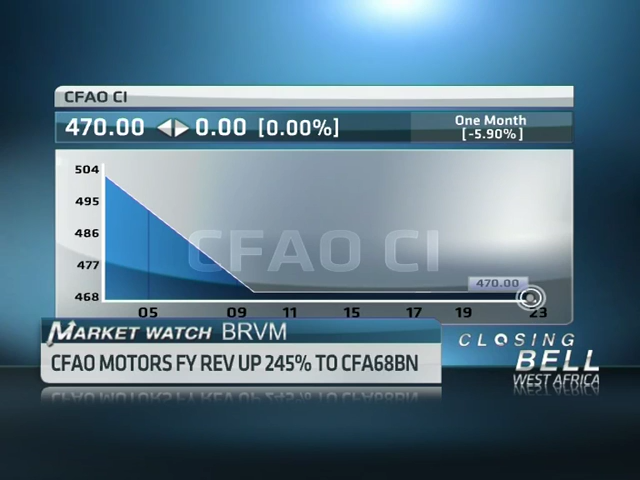 CFAO CI
470.00 0.00 [0.00%]
One Month
[-5.90%]
504
495
486
477
468
CFAO CI
470.00
05 09 11 15 17 19 23
MARKET WATCH BRVM
CFAO MOTORS FY REV UP 245% TO CFA68BN
CLOSING
BELL
WEST AFRICA